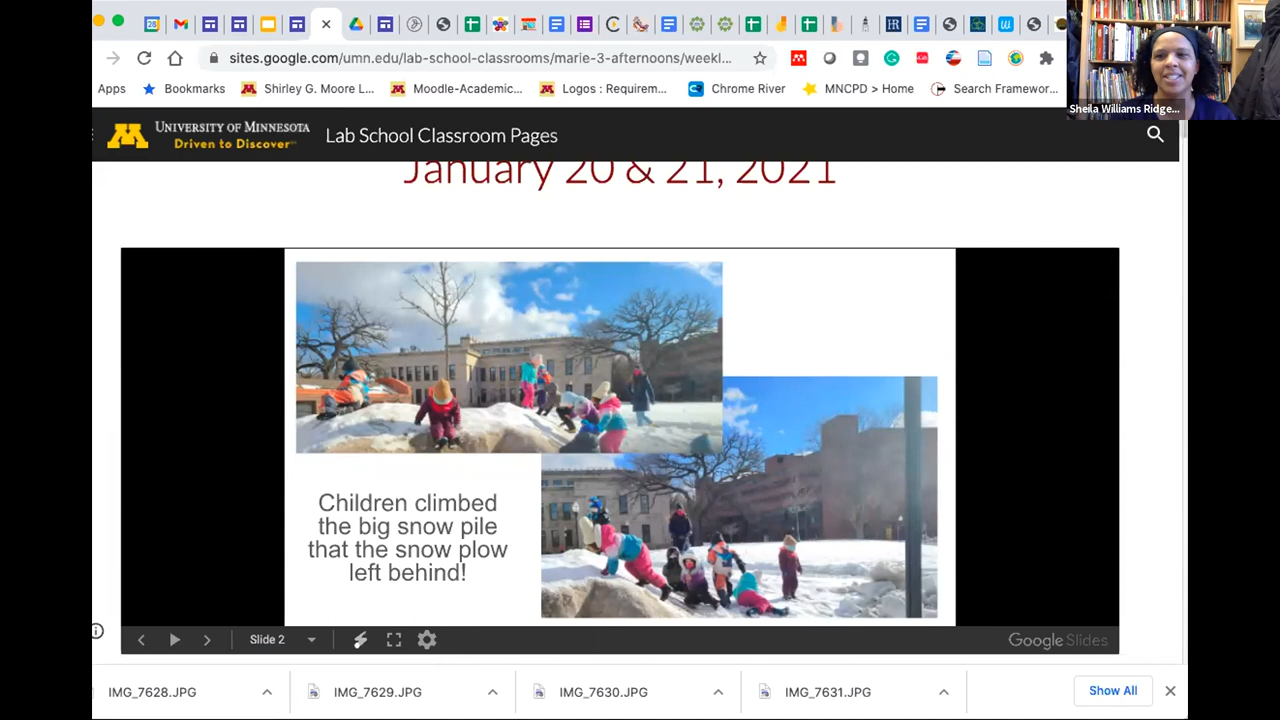 28
sites.google.com/umn.edu/lab-school-classrooms/marie-3-afternoons/weekl...
Apps
Bookmarks
Shirley G. Moore L...
Moodle-Academic...
Logos : Requirem...
Chrome River
MNCPD > Home
Search Framewor...
Sheila Williams Ridge...
UNIVERSITY OF MINNESOTA
Driven to Discover
Lab School Classroom Pages
January 20 & 21, 2021
Children climbed
the big snow pile
that the snow plow
left behind!
Slide 2
Google Slides
IMG_7628.JPG
IMG_7629.JPG
IMG_7630.JPG
IMG_7631.JPG
Show All